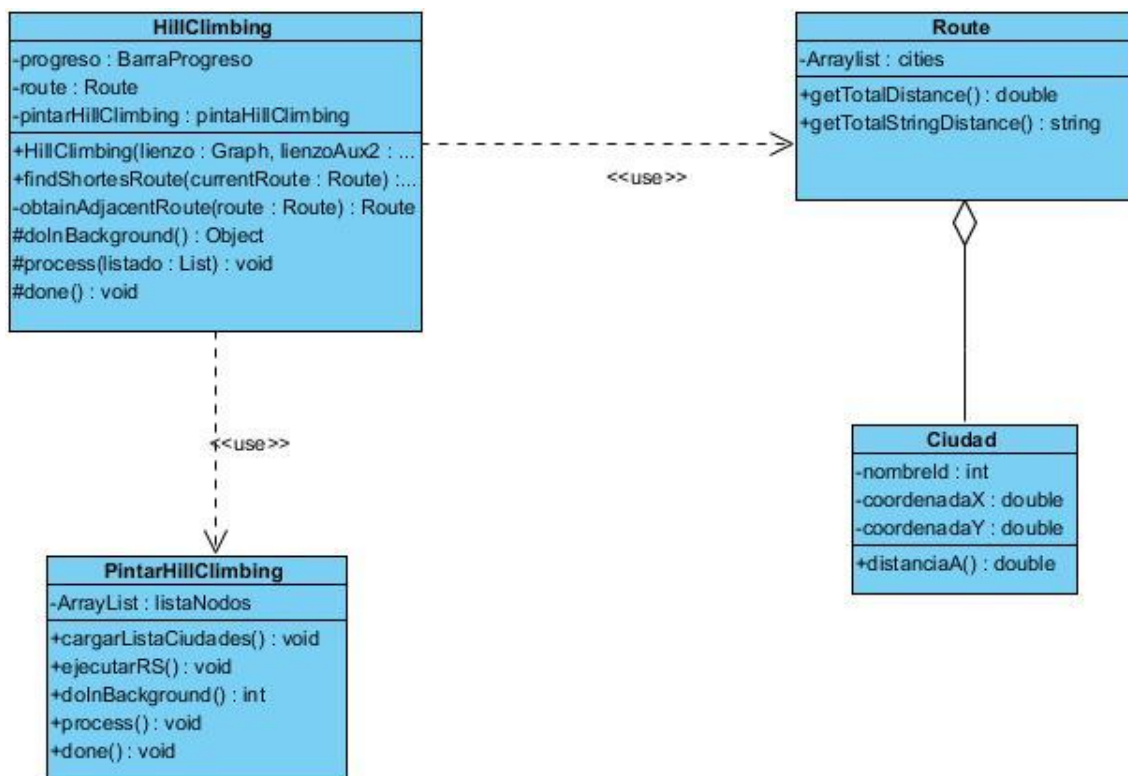 HillClimbing
-progreso : BarraProgreso
-route : Route
-pintarHillClimbing : pintaHillClimbing
+HillClimbing(lienzo : Graph, lienzoAux2 : ...
+findShortesRoute(currentRoute : Route) :...
-obtainAdjacentRoute(route : Route) : Route
#doInBackground() : Object
#process(listado : List) : void
#done() : void
<<use>>
Route
-Arraylist : cities
+getTotalDistance() : double
+getTotalStringDistance() : string
<<use>>
Ciudad
-nombreId : int
-coordenadaX : double
-coordenadaY : double
+distanciaA() : double
PintarHillClimbing
-ArrayList : listaNodos
+cargarListaCiudades() : void
+ejecutarRS() : void
+doInBackground() : int
+process() : void
+done() : void